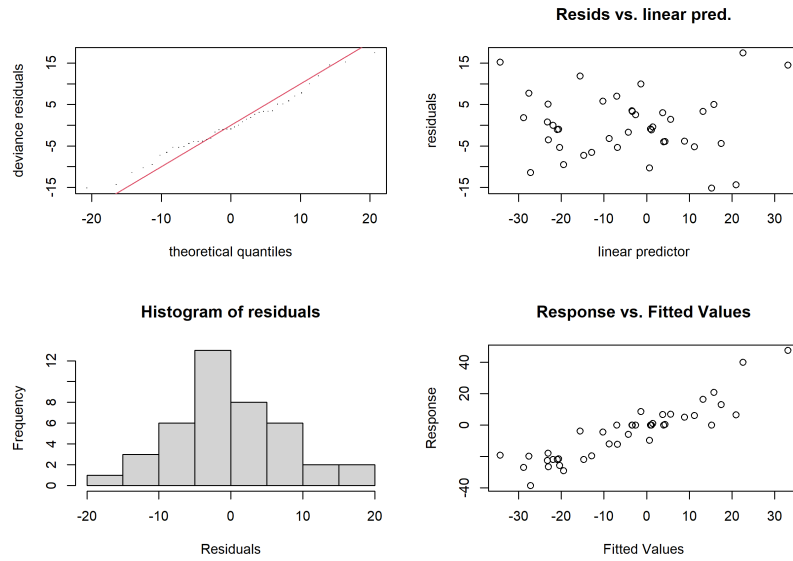 deviance residuals
15
5
-5
-15
-20 -10 0 10 20
theoretical quantiles
Resids vs. linear pred.
residuals
15
5
-5
-15
-30 -20 -10 0 10 20 30
linear predictor
Histogram of residuals
Frequency
12
8
6
4
2
0
-20 -10 0 10 20
Residuals
Response vs. Fitted Values
Response
40
20
0
-40
-30 -20 -10 0 10 20 30
Fitted Values